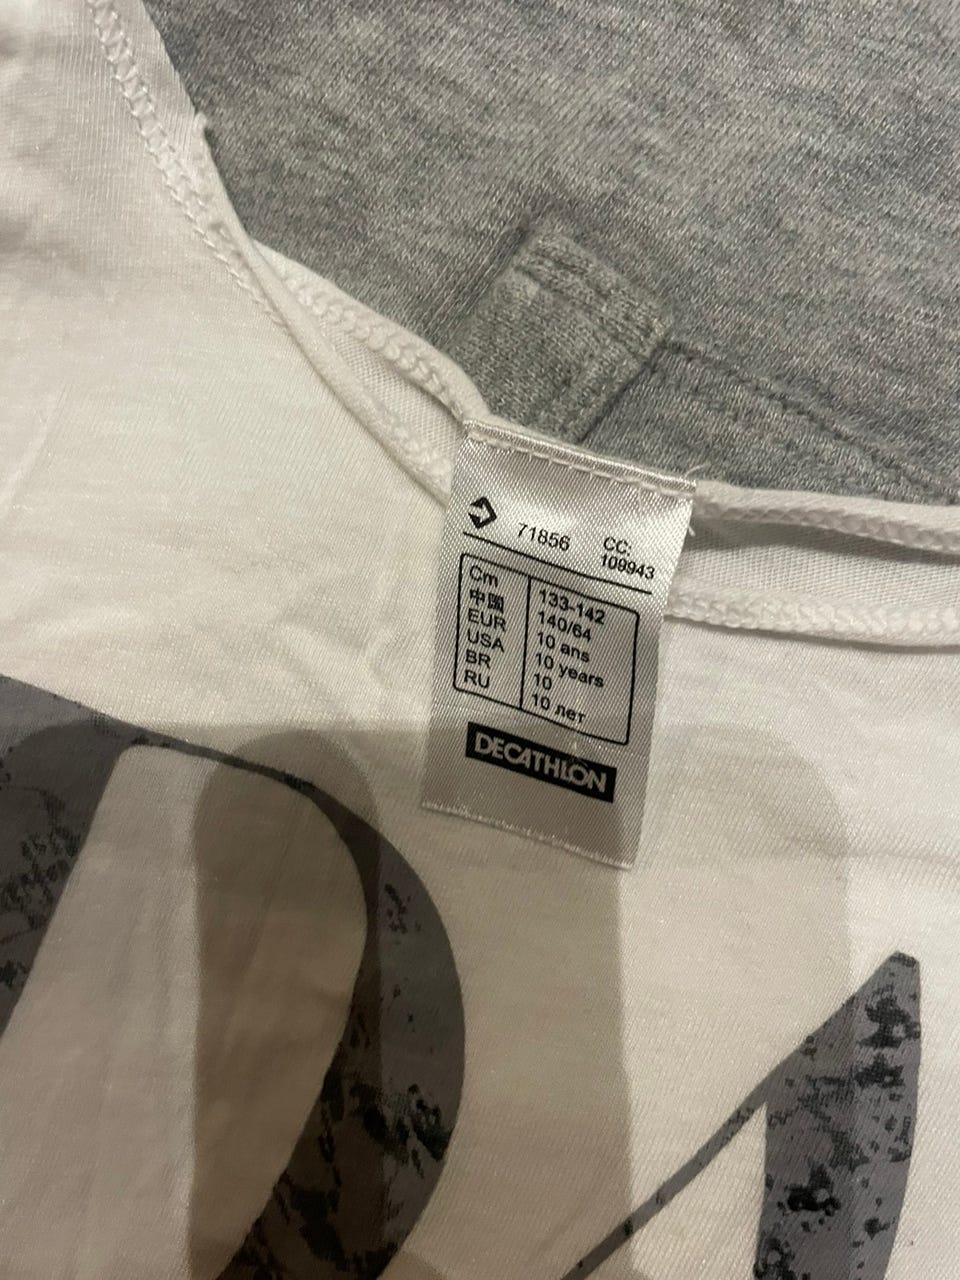 71856 CC: 109943
Cm 133-142
中国 140/64
EUR 10 ans
USA 10 years
BR 10
RU 10 лет
DECATHLON